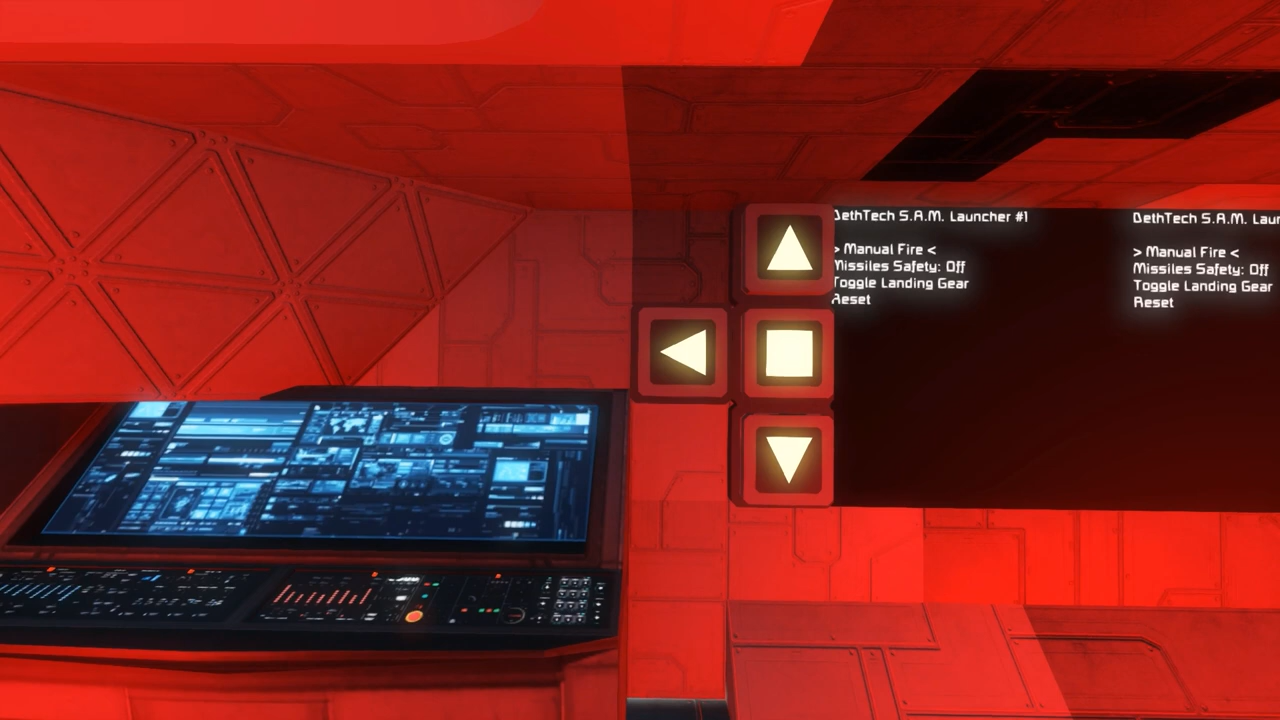 DethTech S.A.M. Launcher #1
> Manual Fire <
Missiles Safety: Off
Toggle Landing Gear
Reset
DethTech S.A.M.
> Manual Fire <
Missiles Safety: Off
Toggle Landing Gear
Reset